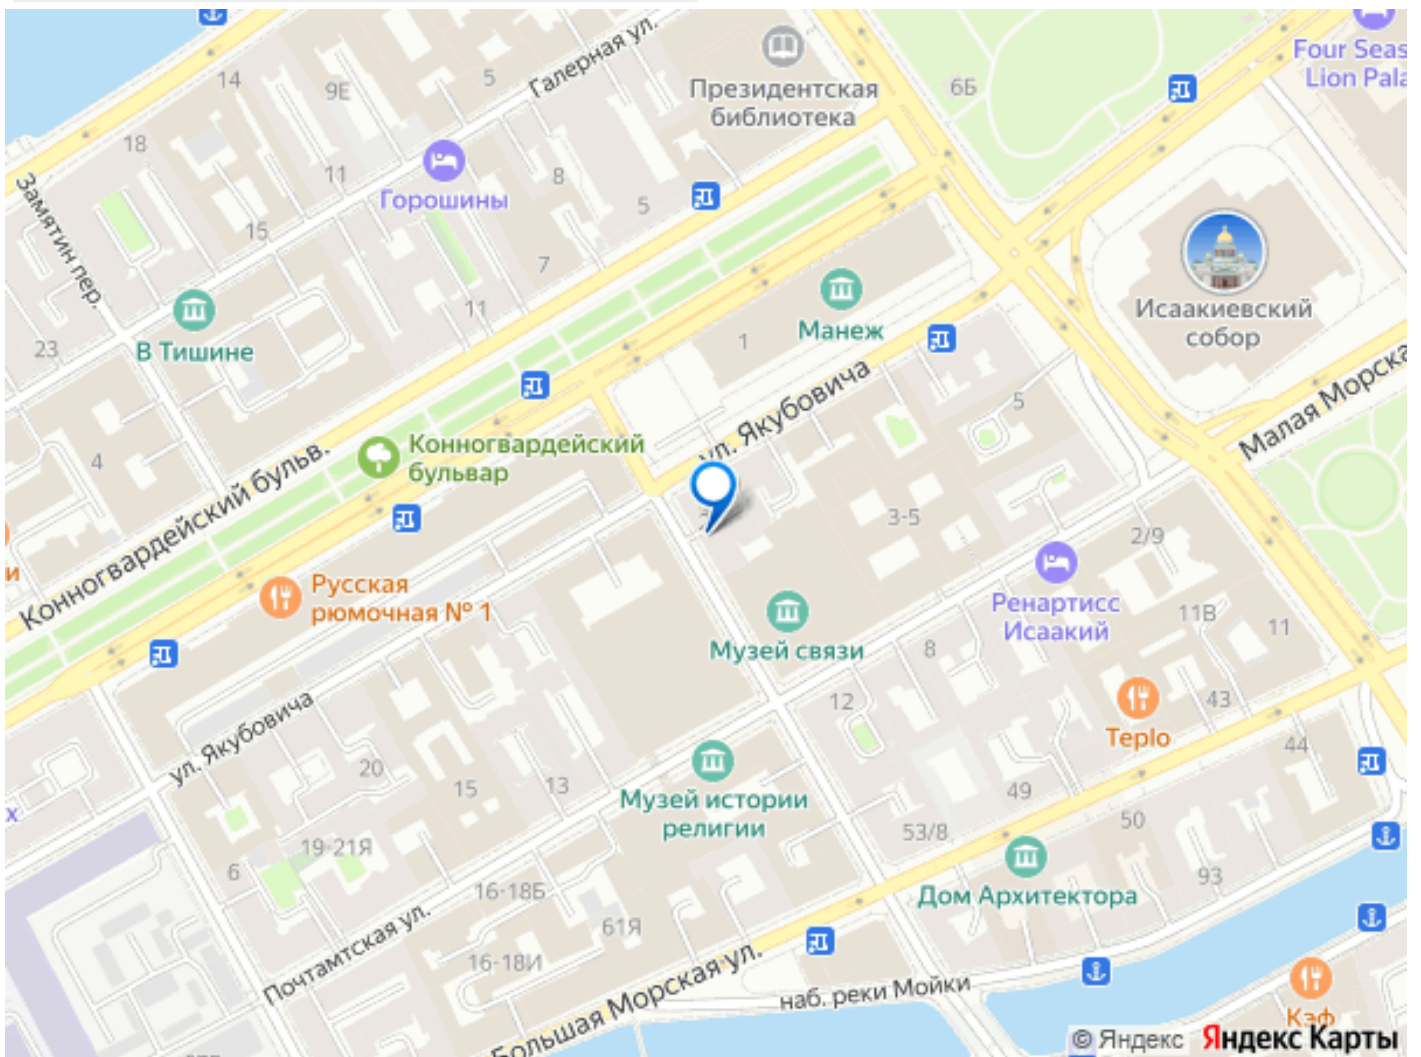 Галерная ул.
Президентская
библиотека
Four Seas
Lion Pala
14
9Е
5
6Б
18
11
8
Горошины
5
Замятин пер.
15
7
Исаакиевский
собор
11
Манеж
1
В Тишине
23
ул. Якубовича
Малая Морска
5
Конногвардейский
бульвар
4
Конногвардейский бульв.
3-5
2/9
и
Русская
рюмочная № 1
Ренартисс
Исаакий
11В
11
Музей связи
8
12
43
Teplo
44
ул. Якубовича
20
15
13
Музей истории
религии
49
50
53/8
х
19-21Я
6
16-18Б
93
Дом Архитектора
Почтамтская ул.
61Я
16-18И
Большая Морская ул.
наб. реки Мойки
Кэф
© Яндекс Яндекс Карты